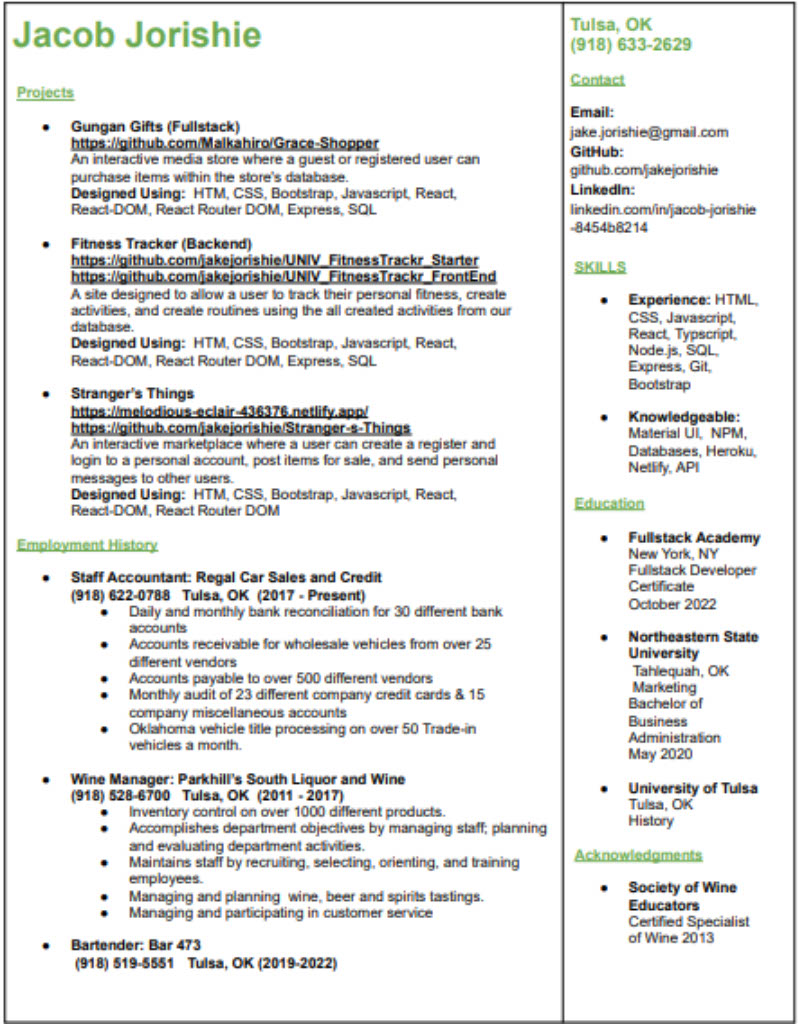 Jacob Jorishie
Projects
● Gungan Gifts (Fullstack)
https://github.com/Malkahiro/Grace-Shopper
An interactive media store where a guest or registered user can
purchase items within the store's database.
Designed Using: HTM, CSS, Bootstrap, Javascript, React,
React-DOM, React Router DOM, Express, SQL
● Fitness Tracker (Backend)
https://github.com/jakejorishie/UNIV_FitnessTrackr_Starter
https://github.com/jakejorishie/UNIV_FitnessTrackr_FrontEnd
A site designed to allow a user to track their personal fitness, create
activities, and create routines using the all created activities from our
database.
Designed Using: HTM, CSS, Bootstrap, Javascript, React,
React-DOM, React Router DOM, Express, SQL
● Stranger's Things
https://melodious-eclair-436376.netlify.app/
https://github.com/jakejorishie/Stranger-s-Things
An interactive marketplace where a user can create a register and
login to a personal account, post items for sale, and send personal
messages to other users.
Designed Using: HTM, CSS, Bootstrap, Javascript, React,
React-DOM, React Router DOM
Employment History
● Staff Accountant: Regal Car Sales and Credit
(918) 622-0788 Tulsa, OK (2017 - Present)
● Daily and monthly bank reconciliation for 30 different bank
accounts
● Accounts receivable for wholesale vehicles from over 25
different vendors
● Accounts payable to over 500 different vendors
● Monthly audit of 23 different company credit cards & 15
company miscellaneous accounts
● Oklahoma vehicle title processing on over 50 Trade-in
vehicles a month.
● Wine Manager: Parkhill's South Liquor and Wine
(918) 528-6700 Tulsa, OK (2011 - 2017)
● Inventory control on over 1000 different products.
● Accomplishes department objectives by managing staff; planning
and evaluating department activities.
● Maintains staff by recruiting, selecting, orienting, and training
employees.
● Managing and planning wine, beer and spirits tastings.
● Managing and participating in customer service
● Bartender: Bar 473
(918) 519-5551 Tulsa, OK (2019-2022)
Tulsa, OK
(918) 633-2629
Contact
Email:
jake.jorishie@gmail.com
GitHub:
github.com/jakejorishie
LinkedIn:
linkedin.com/in/jacob-jorishie
-8454b8214
SKILLS
● Experience: HTML,
CSS, Javascript,
React, Typscript,
Node.js, SQL,
Express, Git,
Bootstrap
● Knowledgeable:
Material UI, NPM,
Databases, Heroku,
Netlify, API
Education
● Fullstack Academy
New York, NY
Fullstack Developer
Certificate
October 2022
● Northeastern State
University
Tahlequah, OK
Marketing
Bachelor of
Business
Administration
May 2020
● University of Tulsa
Tulsa, OK
History
Acknowledgments
● Society of Wine
Educators
Certified Specialist
of Wine 2013